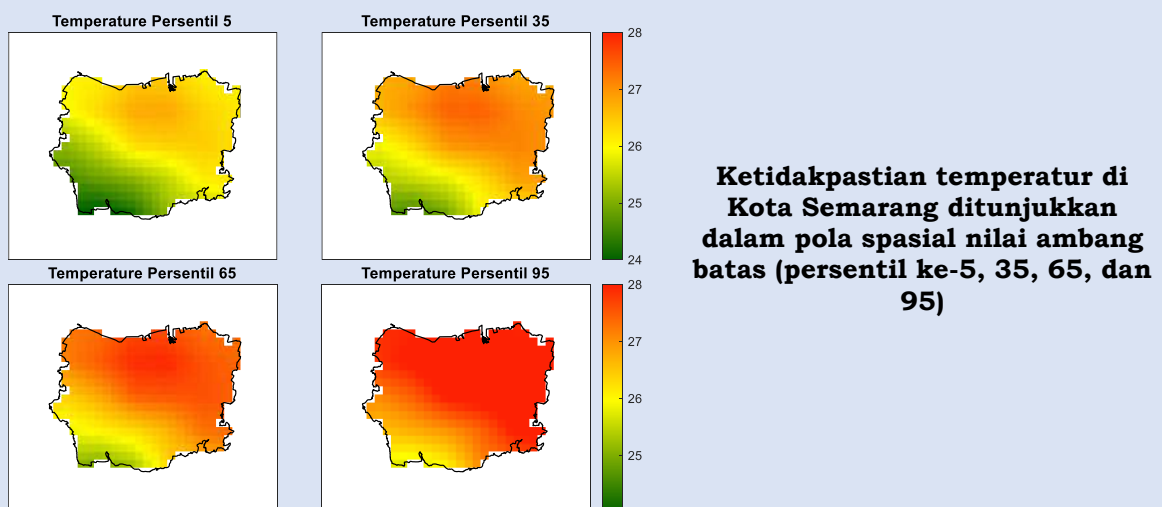 Temperature Persentil 5
Temperature Persentil 35
28
27
26
25
24
Temperature Persentil 65
Temperature Persentil 95
28
27
26
25
Ketidakpastian temperatur di
Kota Semarang ditunjukkan
dalam pola spasial nilai ambang
batas (persentil ke-5, 35, 65, dan
95)